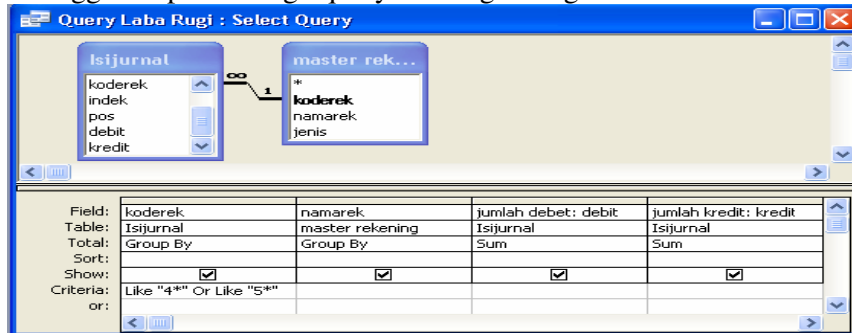 Query Laba Rugi : Select Query
Isijurnal
koderek
indek
pos
debit
kredit
∞ 1
master rek...
*
koderek
namarek
jenis
Field: koderek namarek jumlah debet: debit jumlah kredit: kredit
Table: Isijurnal master rekening Isijurnal Isijurnal
Total: Group By Group By Sum Sum
Sort:
Show:
Criteria: Like "4*" Or Like "5*"
or: